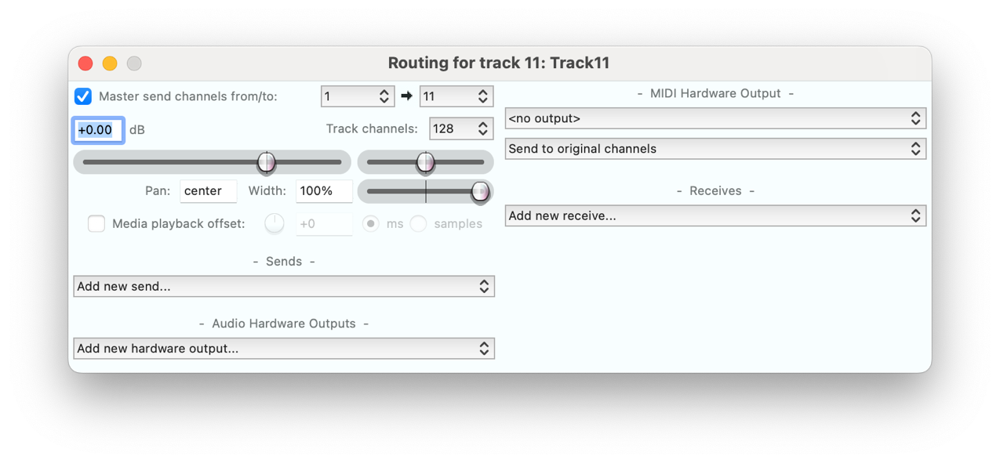 Routing for track 11: Track11
Master send channels from/to: 1 11
+0.00 dB Track channels: 128
Pan: center Width: 100%
Media playback offset: +0 ms samples
- Sends -
Add new send...
- Audio Hardware Outputs -
Add new hardware output...
- MIDI Hardware Output -
<no output>
Send to original channels
- Receives -
Add new receive...